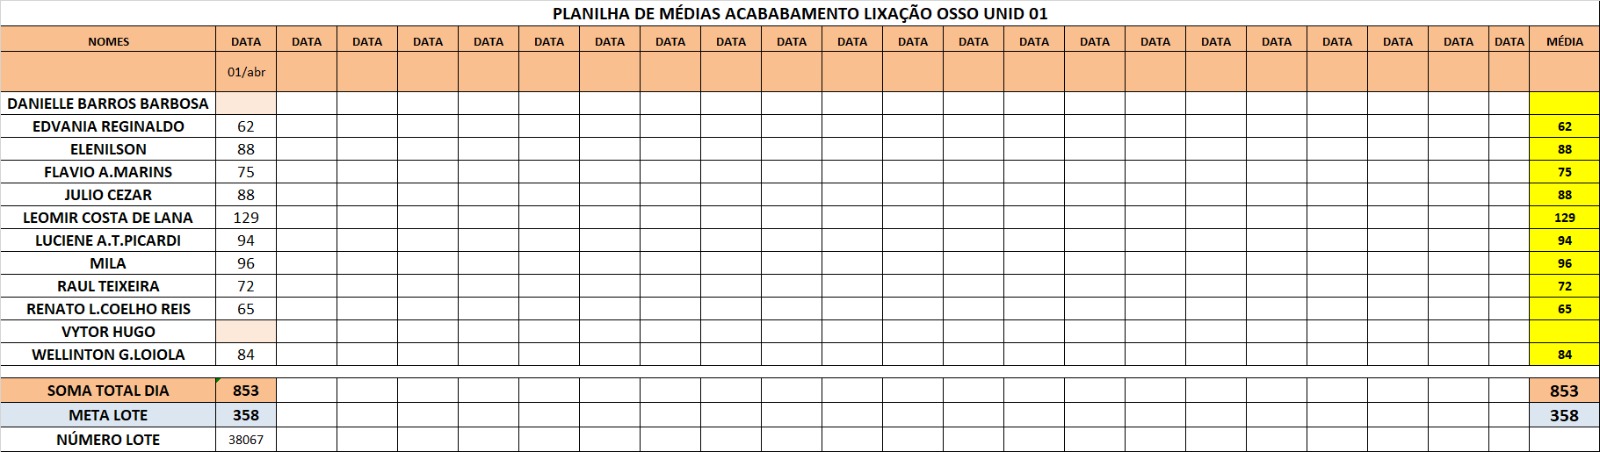 PLANILHA DE MÉDIAS ACABABAMENTO LIXAÇÃO OSSO UNID 01
NOMES DATA DATA DATA DATA DATA DATA DATA DATA DATA DATA DATA DATA DATA DATA DATA DATA DATA DATA DATA DATA DATA DATA MÉDIA
01/abr
DANIELLE BARROS BARBOSA
EDVANIA REGINALDO 62 62
ELENILSON 88 88
FLAVIO A.MARINS 75 75
JULIO CEZAR 88 88
LEOMIR COSTA DE LANA 129 129
LUCIENE A.T.PICARDI 94 94
MILA 96 96
RAUL TEIXEIRA 72 72
RENATO L.COELHO REIS 65 65
VYTOR HUGO
WELLINTON G.LOIOLA 84 84
SOMA TOTAL DIA 853 853
META LOTE 358 358
NÚMERO LOTE 38067